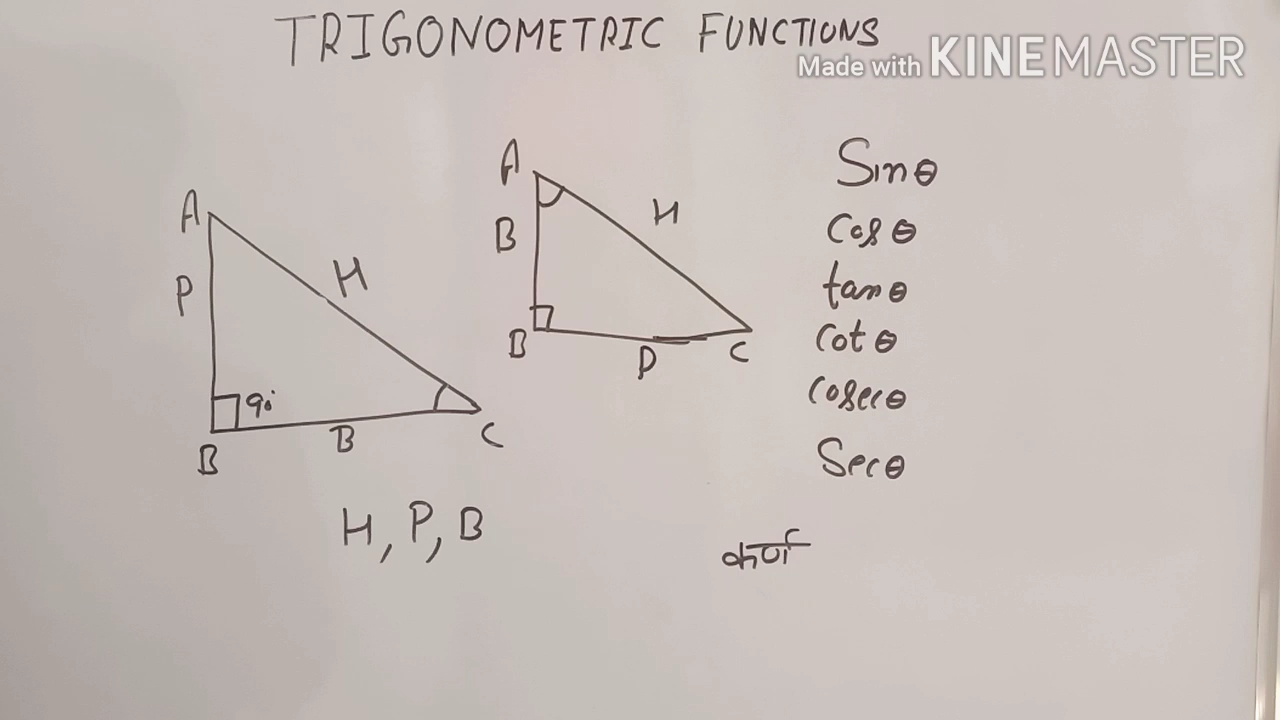 TRIGONOMETRIC FUNCTIONS
Made with KINEMASTER
A
P
H
90°
B
B
C
A
B
H
B
P
C
Sinθ
Cosθ
tanθ
Cotθ
Cosecθ
Secθ
H, P, B
कर्ण